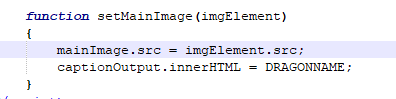 function setMainImage(imgElement)
{
mainImage.src = imgElement.src;
captionOutput.innerHTML = DRAGONNAME;
}